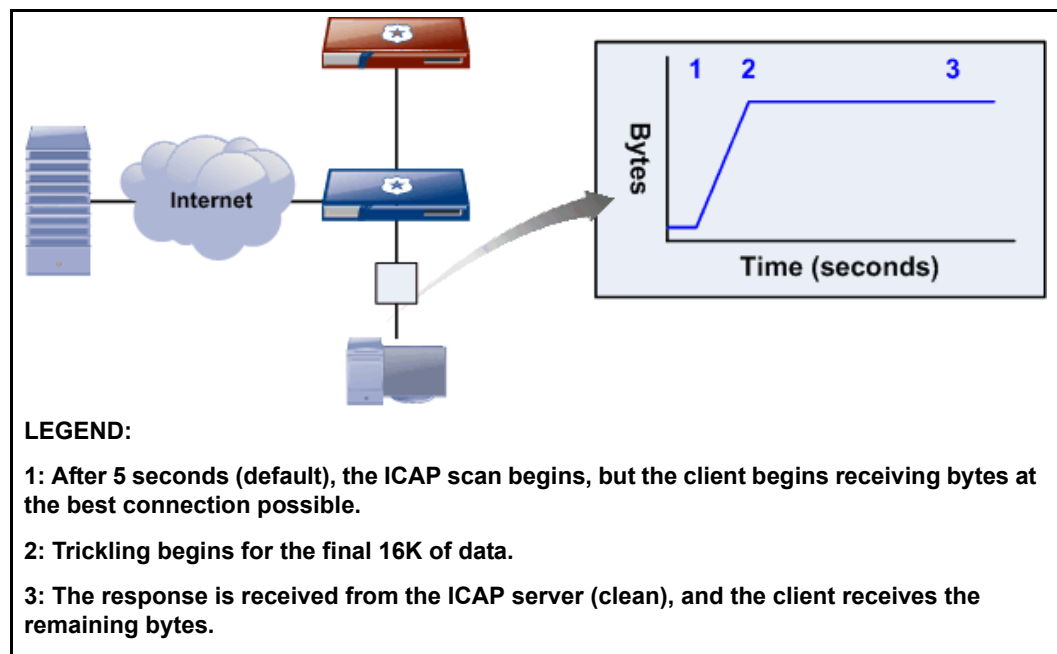 Internet
1 2 3
Bytes
Time (seconds)
LEGEND:
1: After 5 seconds (default), the ICAP scan begins, but the client begins receiving bytes at
the best connection possible.
2: Trickling begins for the final 16K of data.
3: The response is received from the ICAP server (clean), and the client receives the
remaining bytes.